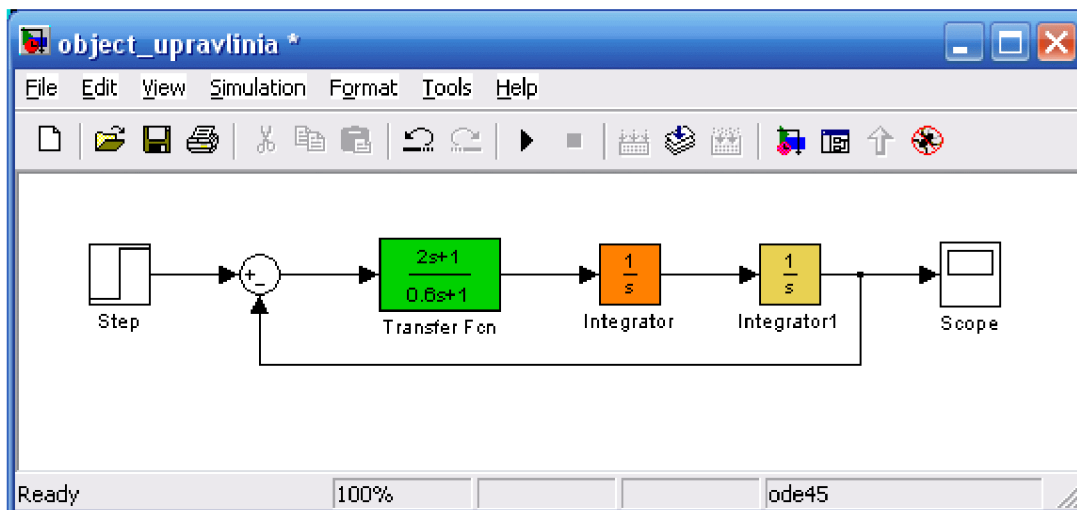 object_upravlinia *
File Edit View Simulation Format Tools Help
+
−
2s+1
0.6s+1
1
s
1
s
Step
Transfer Fcn
Integrator
Integrator1
Scope
Ready 100% ode45